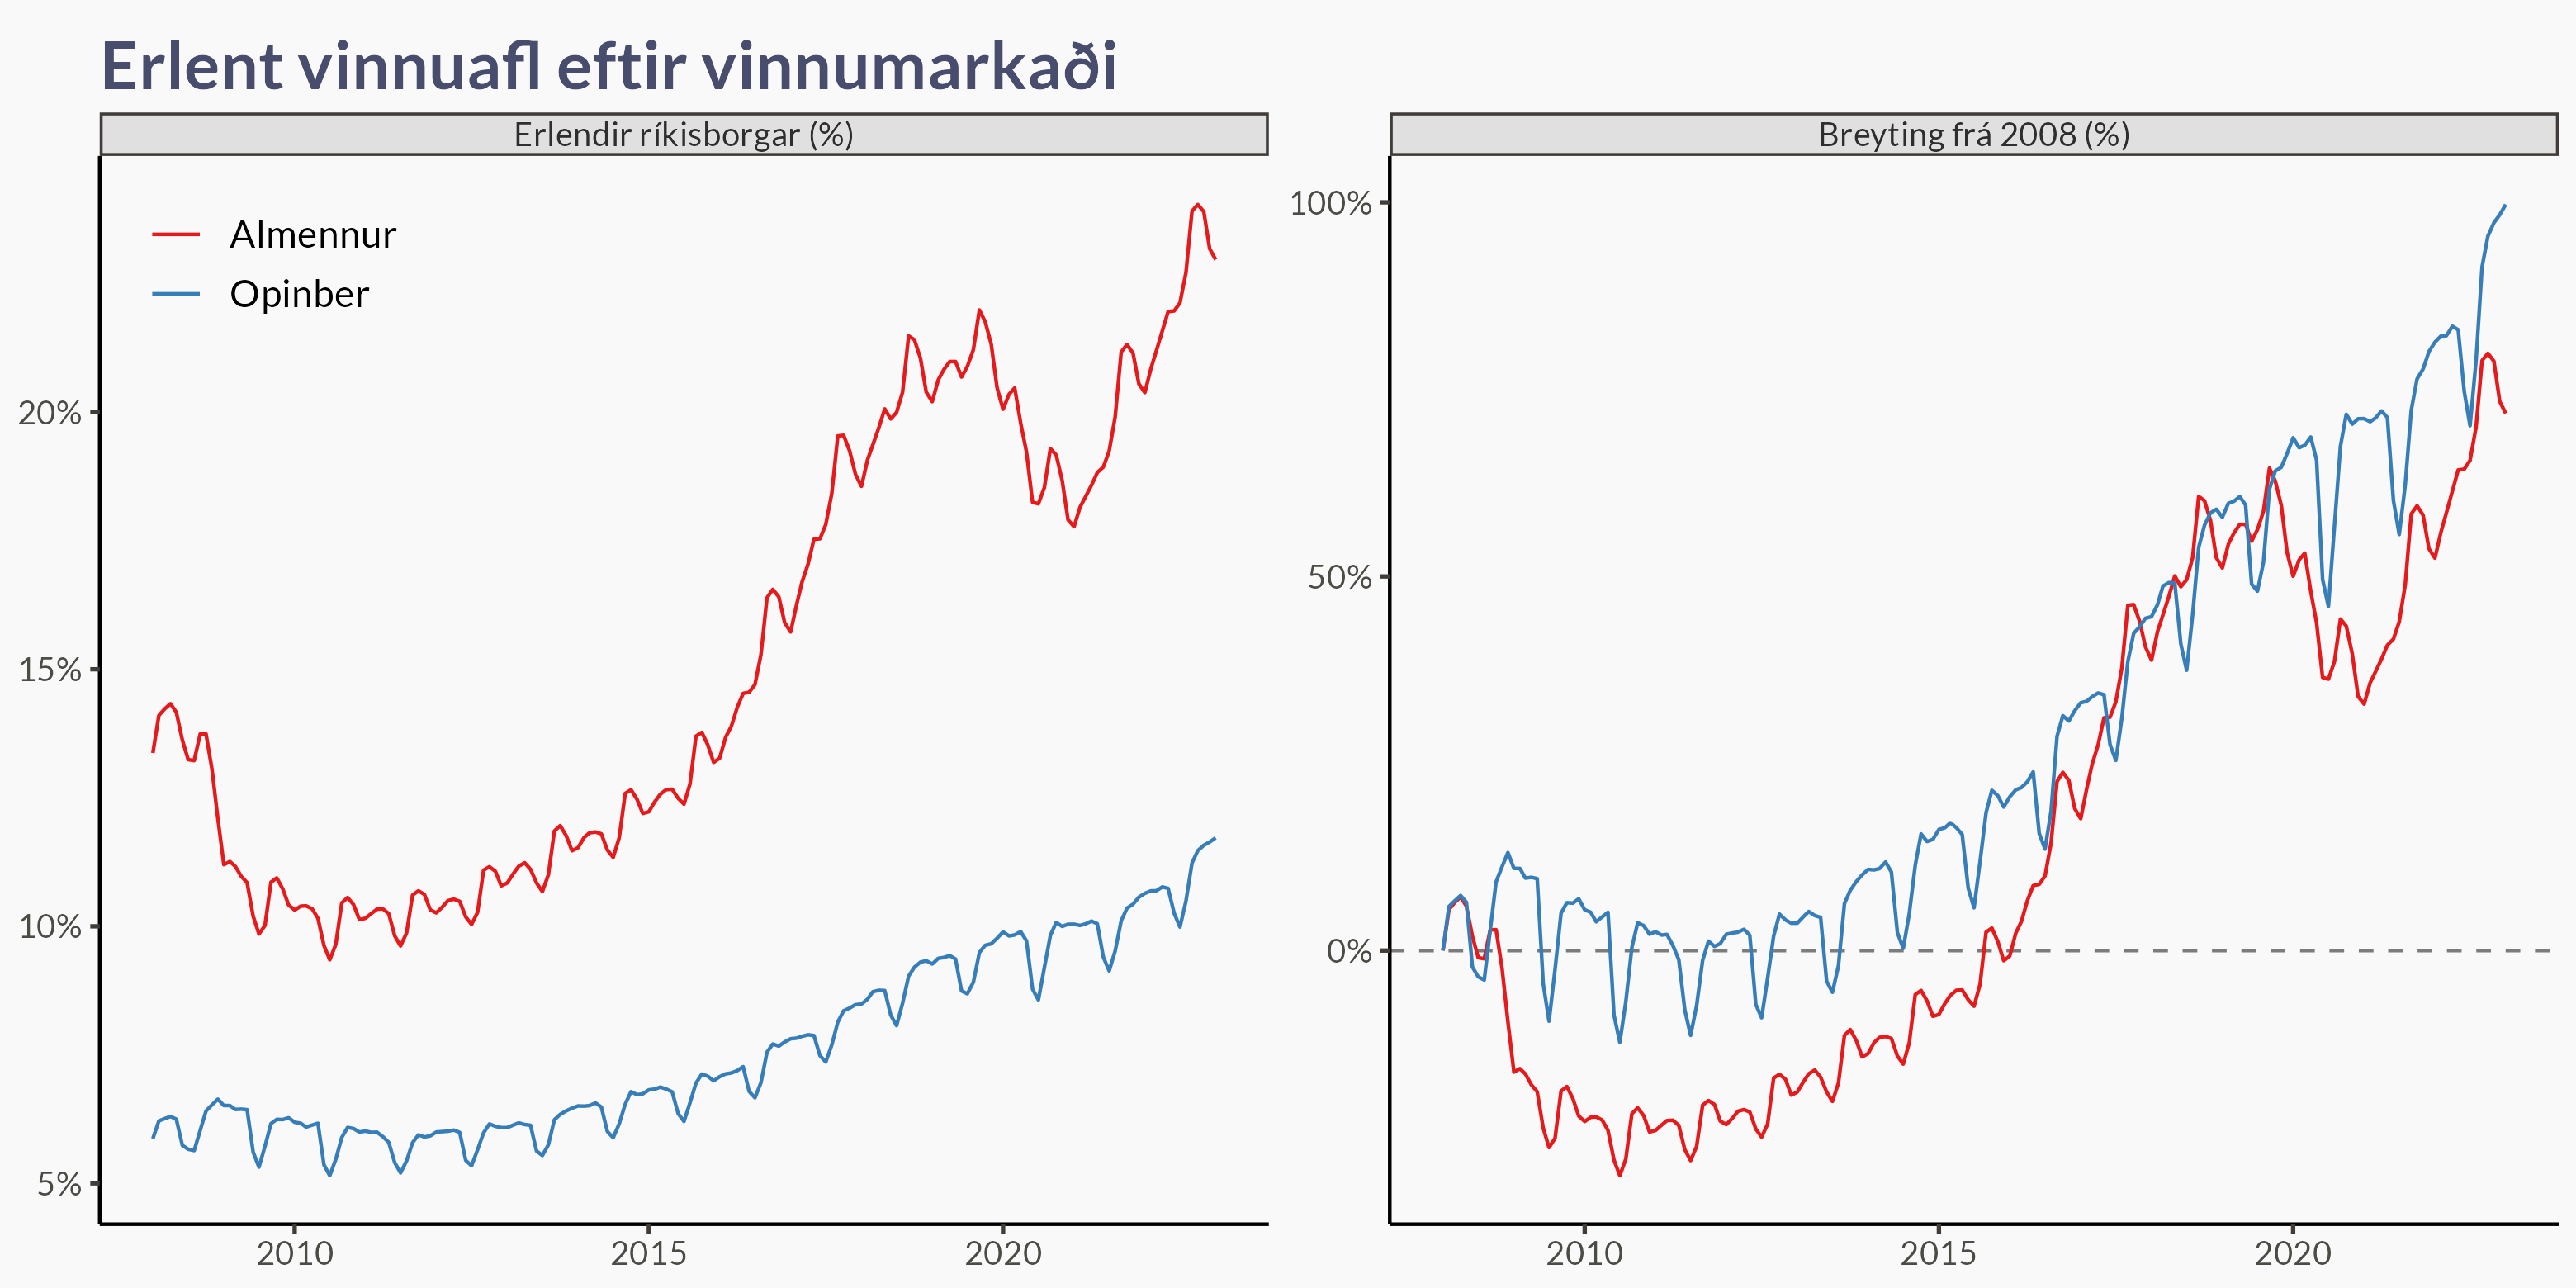 Erlent vinnuafl eftir vinnumarkaði
Erlendir ríkisborgar (%)
Almennur
Opinber
20%
15%
10%
5%
2010 2015 2020
Breyting frá 2008 (%)
100%
50%
0%
2010 2015 2020